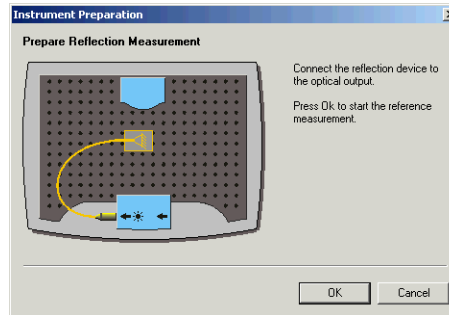 Instrument Preparation
Prepare Reflection Measurement
Connect the reflection device to
the optical output.
Press Ok to start the reference
measurement.
OK
Cancel